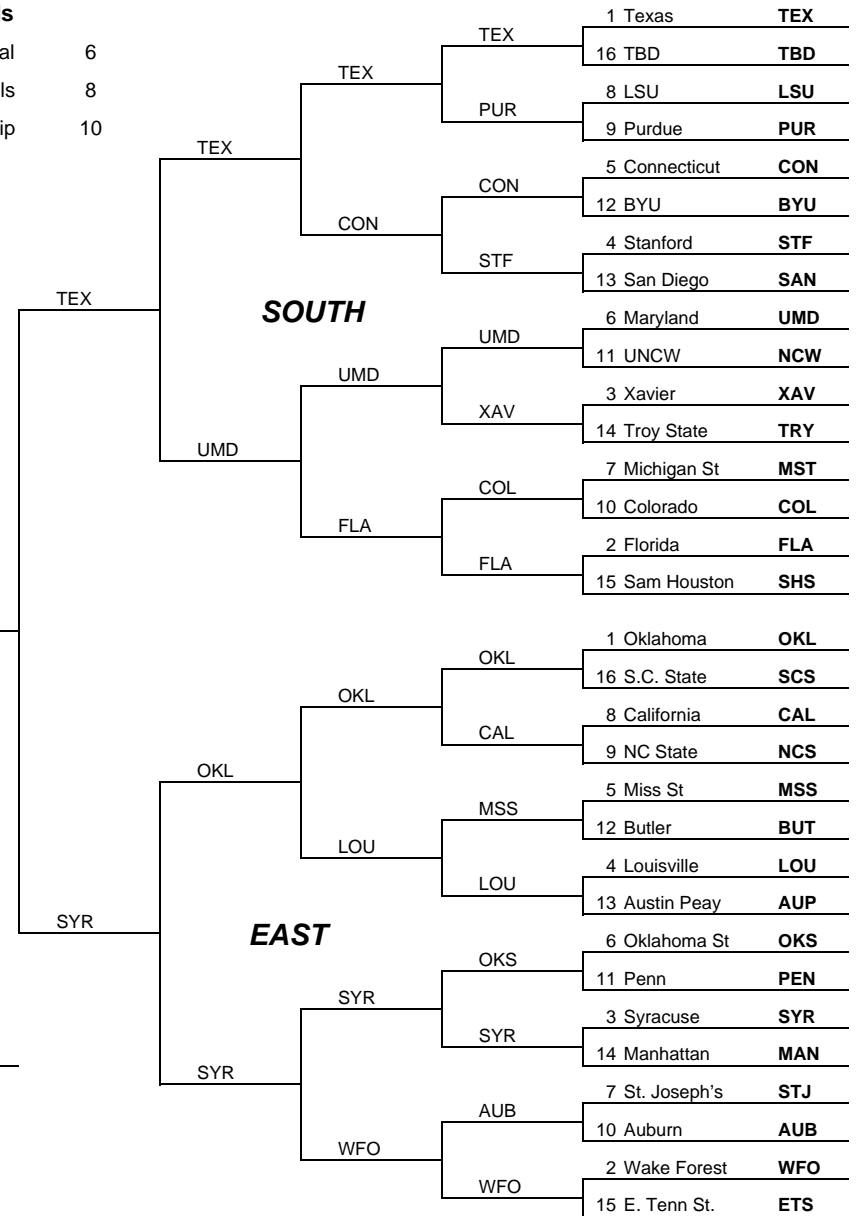 ls
al 6
ls 8
ip 10
1 Texas TEX
TEX
16 TBD TBD
TEX
8 LSU LSU
PUR
9 Purdue PUR
TEX
5 Connecticut CON
CON
12 BYU BYU
CON
4 Stanford STF
STF
13 San Diego SAN
TEX
SOUTH
6 Maryland UMD
UMD
11 UNCW NCW
UMD
3 Xavier XAV
XAV
14 Troy State TRY
UMD
7 Michigan St MST
COL
10 Colorado COL
FLA
2 Florida FLA
FLA
15 Sam Houston SHS
1 Oklahoma OKL
OKL
16 S.C. State SCS
OKL
8 California CAL
CAL
9 NC State NCS
OKL
5 Miss St MSS
MSS
12 Butler BUT
LOU
4 Louisville LOU
LOU
13 Austin Peay AUP
SYR
EAST
6 Oklahoma St OKS
OKS
11 Penn PEN
SYR
3 Syracuse SYR
SYR
14 Manhattan MAN
SYR
7 St. Joseph's STJ
AUB
10 Auburn AUB
WFO
2 Wake Forest WFO
WFO
15 E. Tenn St. ETS